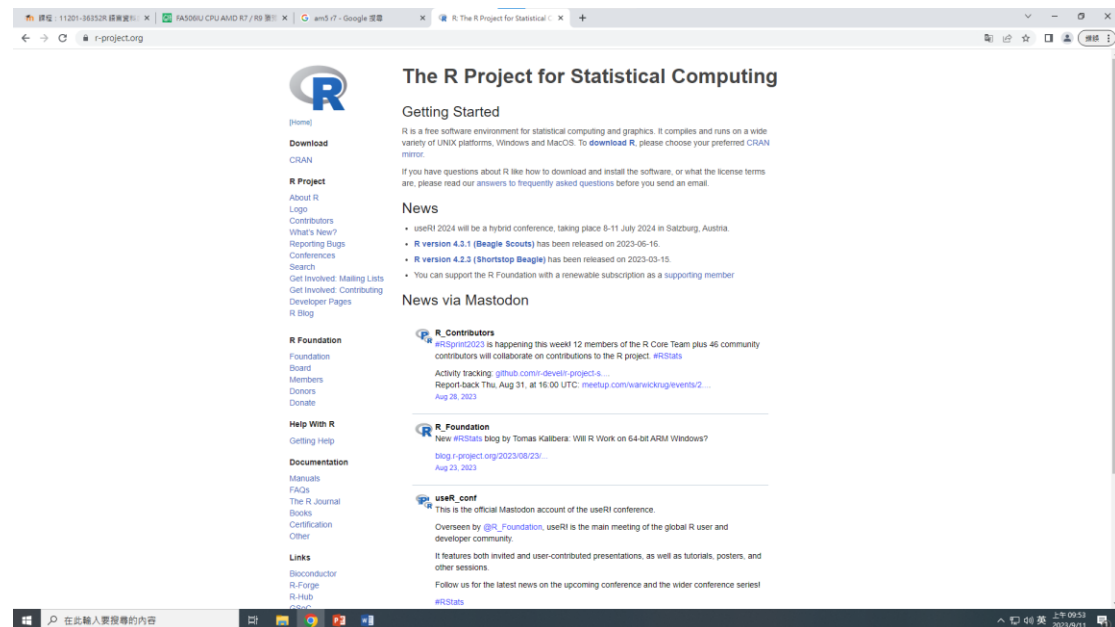 課程：11201-36352R
FA506IU CPU AMD R7 / R9
am5 r7 - Google 搜尋
R: The R Project for Statistical C
r-project.org
The R Project for Statistical Computing
[Home]
Download
CRAN
R Project
About R
Logo
Contributors
What's New?
Reporting Bugs
Conferences
Search
Get Involved: Mailing Lists
Get Involved: Contributing
Developer Pages
R Blog
R Foundation
Foundation
Board
Members
Donors
Donate
Help With R
Getting Help
Documentation
Manuals
FAQs
The R Journal
Books
Certification
Other
Links
Bioconductor
R-Forge
R-Hub
GSoC
Getting Started
R is a free software environment for statistical computing and graphics. It compiles and runs on a wide
variety of UNIX platforms, Windows and MacOS. To download R, please choose your preferred CRAN
mirror.
If you have questions about R like how to download and install the software, or what the license terms
are, please read our answers to frequently asked questions before you send an email.
News
• useR! 2024 will be a hybrid conference, taking place 8-11 July 2024 in Salzburg, Austria.
• R version 4.3.1 (Beagle Scouts) has been released on 2023-06-16.
• R version 4.2.3 (Shortstop Beagle) has been released on 2023-03-15.
• You can support the R Foundation with a renewable subscription as a supporting member
News via Mastodon
R_Contributors
#RSprint2023 is happening this week! 12 members of the R Core Team plus 46 community
contributors will collaborate on contributions to the R project. #RStats
Activity tracking: github.com/r-devel/r-project-s…
Report-back Thu, Aug 31, at 16:00 UTC: meetup.com/warwickrug/events/2…
Aug 28, 2023
R_Foundation
New #RStats blog by Tomas Kalibera: Will R Work on 64-bit ARM Windows?
blog.r-project.org/2023/08/23/…
Aug 23, 2023
useR_conf
This is the official Mastodon account of the useR! conference.
Overseen by @R_Foundation, useR! is the main meeting of the global R user and
developer community.
It features both invited and user-contributed presentations, as well as tutorials, posters, and
other sessions.
Follow us for the latest news on the upcoming conference and the wider conference series!
#RStats
在此輸入要搜尋的內容
英
上午 09:53
2023/9/11